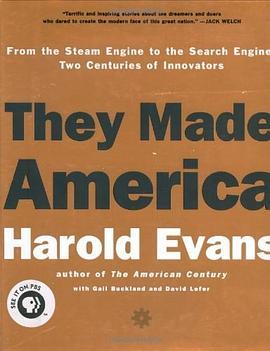 "Terrific and inspiring stories about the dreamers and doers
who dared to create the modern face of this great nation." —JACK WELCH
From the Steam Engine to the Search Engine
Two Centuries of Innovators
They Made
America
Harold Evans
author of The American Century
with Gail Buckland and David Lefer
SEE IT ON PBS